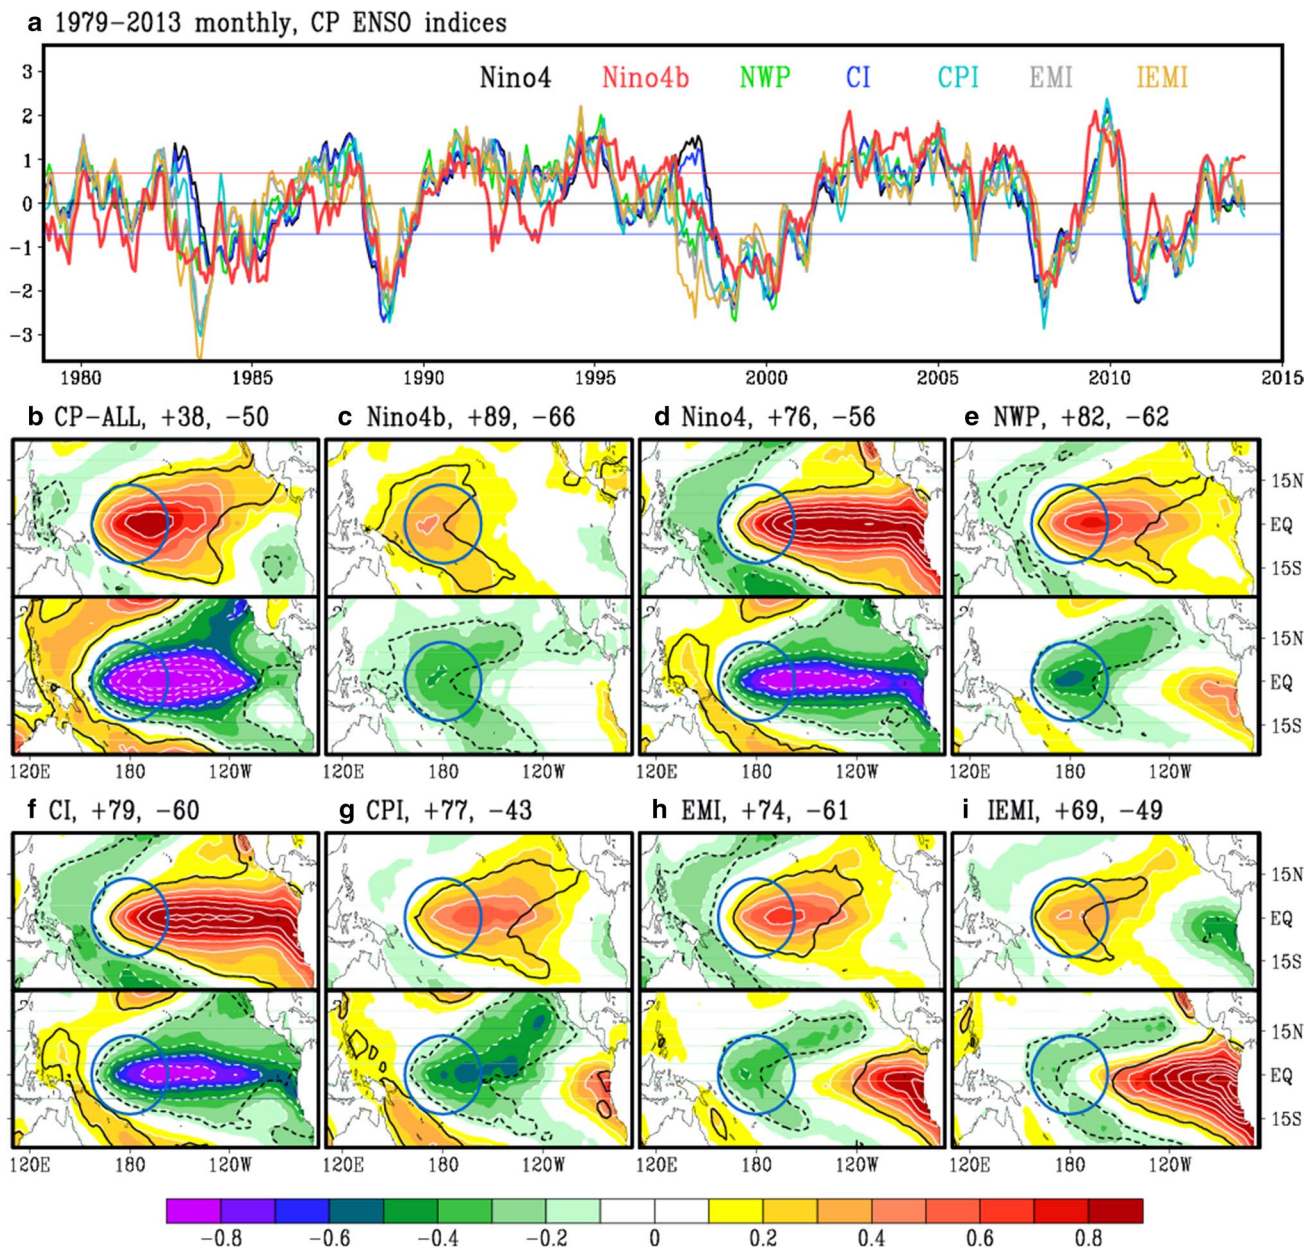 a 1979−2013 monthly, CP ENSO indices
Nino4 Nino4b NWP CI CPI EMI IEMI
3
2
1
0
−1
−2
−3
1980 1985 1990 1995 2000 2005 2010 2015
b CP−ALL, +38, −50 c Nino4b, +89, −66 d Nino4, +76, −56 e NWP, +82, −62
15N
EQ
15S
15N
EQ
15S
120E 180 120W 120E 180 120W 120E 180 120W 120E 180 120W
f CI, +79, −60 g CPI, +77, −43 h EMI, +74, −61 i IEMI, +69, −49
15N
EQ
15S
15N
EQ
15S
120E 180 120W 120E 180 120W 120E 180 120W 120E 180 120W
−0.8 −0.6 −0.4 −0.2 0 0.2 0.4 0.6 0.8